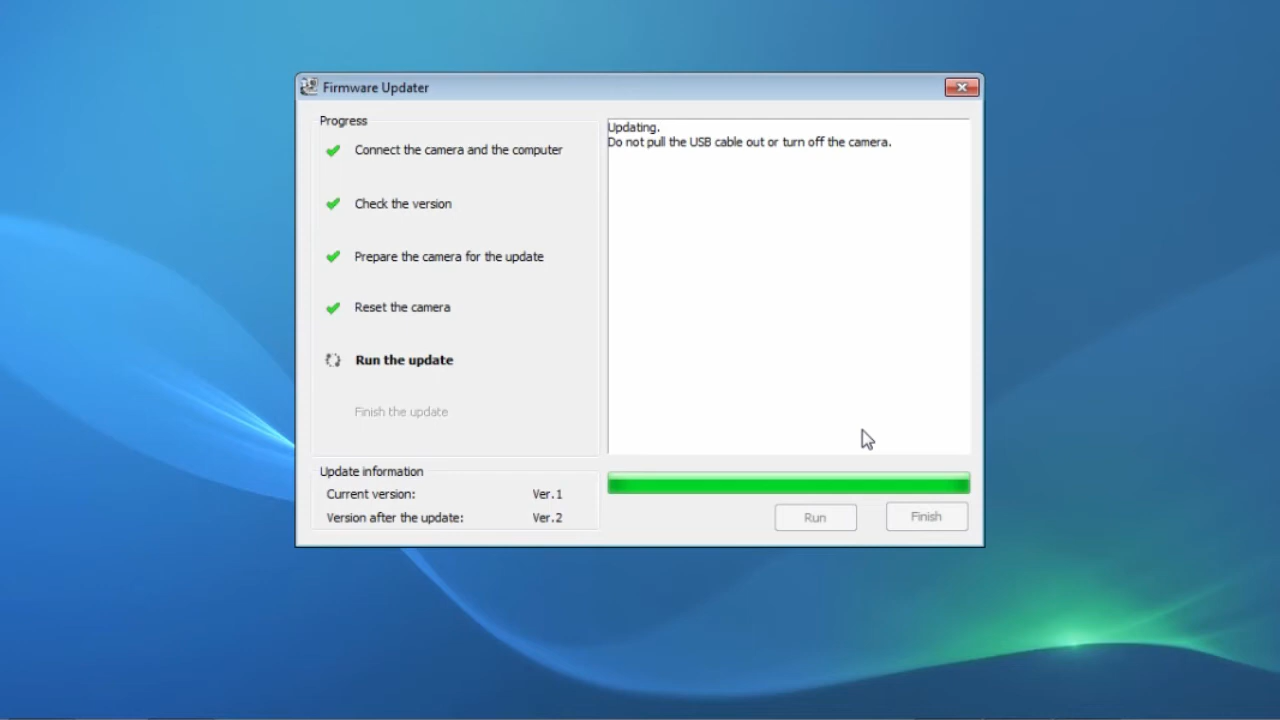 Firmware Updater
Progress
Connect the camera and the computer
Check the version
Prepare the camera for the update
Reset the camera
Run the update
Finish the update
Updating.
Do not pull the USB cable out or turn off the camera.
Update information
Current version: Ver.1
Version after the update: Ver.2
Run
Finish